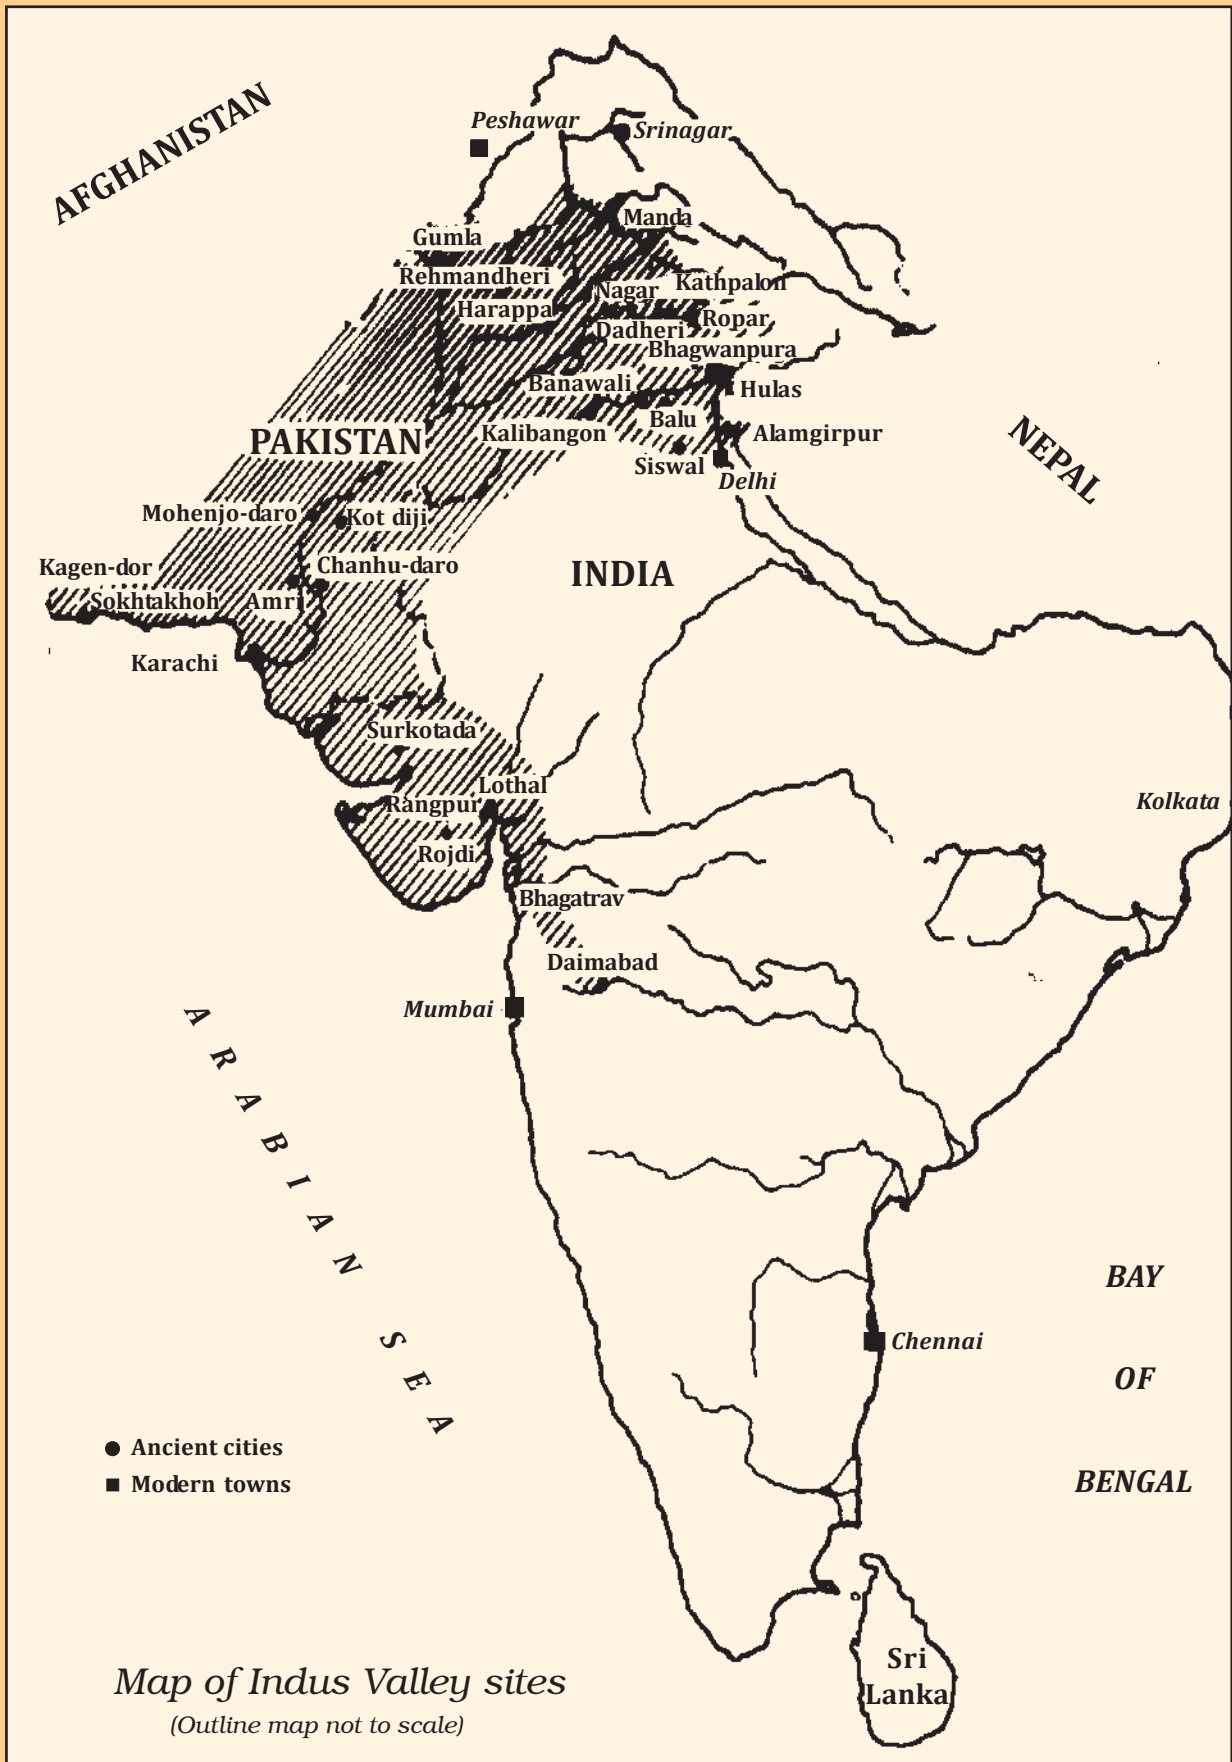 AFGHANISTAN
Peshawar
Srinagar
Manda
Gumla
Rehmandheri
Kathpalon
Nagar
Harappa
Ropar
Dadheri
Bhagwanpura
Banawali
Hulas
Balu
Kalibangon
Alamgirpur
PAKISTAN
Siswal
Delhi
NEPAL
Mohenjo-daro
Kot diji
Kagen-dor
Chanhu-daro
INDIA
Sokhtakhoh
Amri
Karachi
Surkotada
Lothal
Rangpur
Kolkata
Rojdi
Bhagatrav
Daimabad
Mumbai
ARABIAN SEA
BAY
OF
BENGAL
Chennai
Ancient cities
Modern towns
Sri
Lanka
Map of Indus Valley sites
(Outline map not to scale)